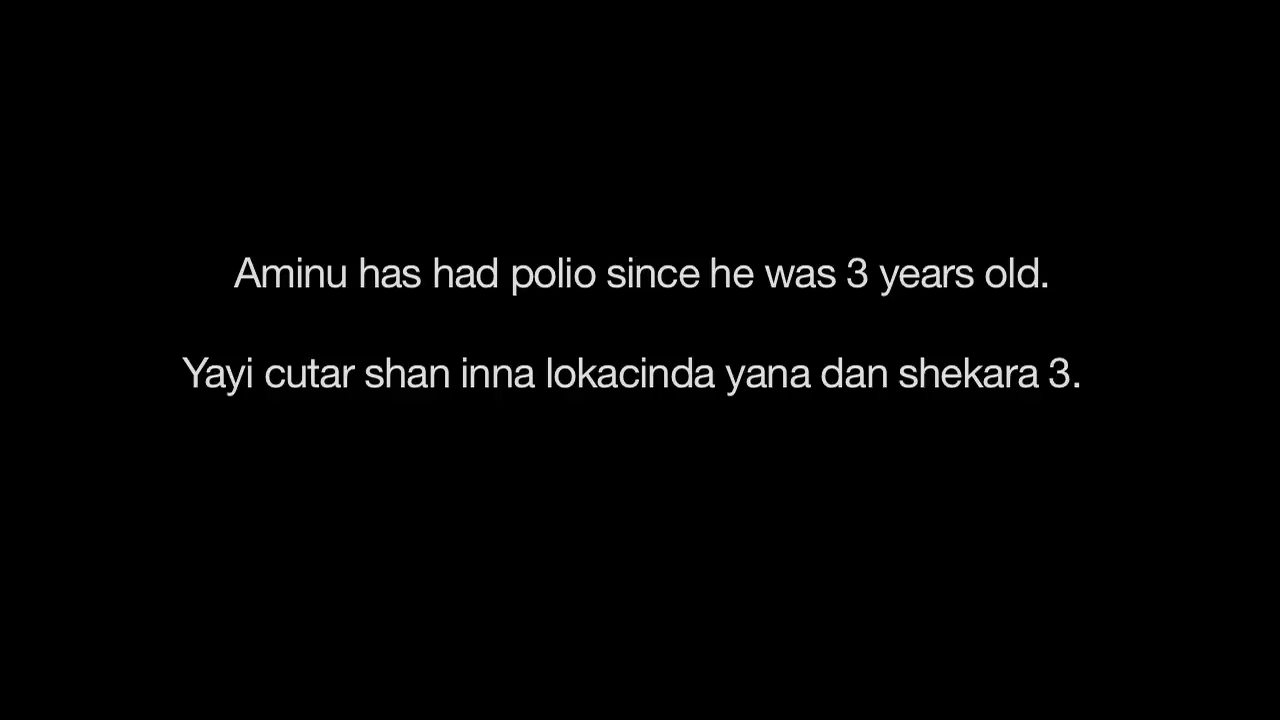 Aminu has had polio since he was 3 years old.
Yayi cutar shan inna lokacinda yana dan shekara 3.